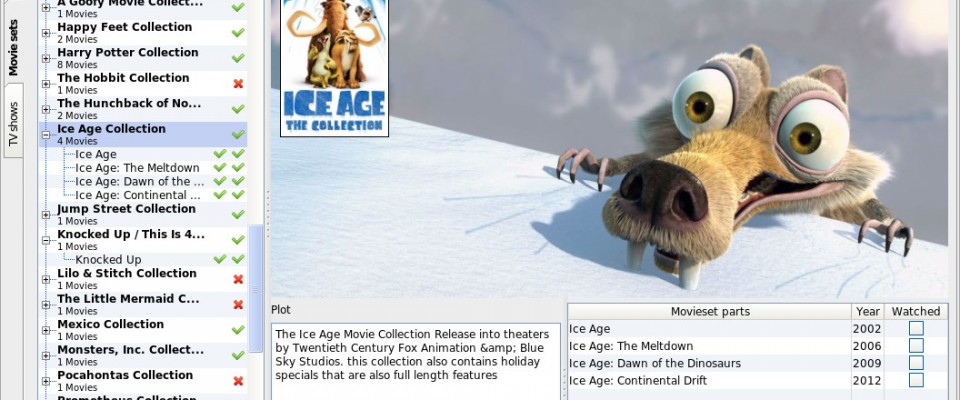 Movie sets
TV shows
A Goofy Movie Collect...
1 Movies
Happy Feet Collection
2 Movies
Harry Potter Collection
8 Movies
The Hobbit Collection
1 Movies
The Hunchback of No...
2 Movies
Ice Age Collection
4 Movies
Ice Age
Ice Age: The Meltdown
Ice Age: Dawn of the ...
Ice Age: Continental ...
Jump Street Collection
1 Movies
Knocked Up / This Is 4...
1 Movies
Knocked Up
Lilo & Stitch Collection
1 Movies
The Little Mermaid C...
1 Movies
Mexico Collection
1 Movies
Monsters, Inc. Collect...
1 Movies
Pocahontas Collection
1 Movies
Prometheus Collection
ICE AGE
THE COLLECTION
Plot
The Ice Age Movie Collection Release into theaters
by Twentieth Century Fox Animation &amp; Blue
Sky Studios. this collection also contains holiday
specials that are also full length features
Movieset parts Year Watched
Ice Age 2002
Ice Age: The Meltdown 2006
Ice Age: Dawn of the Dinosaurs 2009
Ice Age: Continental Drift 2012